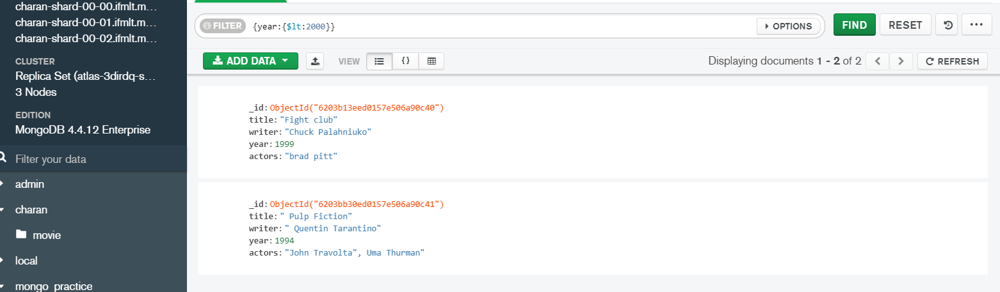 charan-shard-00-00.ifmlt.m...
charan-shard-00-01.ifmlt.m...
charan-shard-00-02.ifmlt.m...
CLUSTER
Replica Set (atlas-3dirdq-s...
3 Nodes
EDITION
MongoDB 4.4.12 Enterprise
Filter your data
admin
charan
movie
local
mongo_practice
FILTER {year:{$lt:2000}} OPTIONS FIND RESET ...
ADD DATA VIEW {} Displaying documents 1 - 2 of 2 < > REFRESH
_id: ObjectId("6203b13eed0157e506a90c40")
title: "Fight club"
writer: "Chuck Palahniuko"
year: 1999
actors: "brad pitt"
_id: ObjectId("6203bb30ed0157e506a90c41")
title: " Pulp Fiction"
writer: " Quentin Tarantino"
year: 1994
actors: "John Travolta", Uma Thurman"